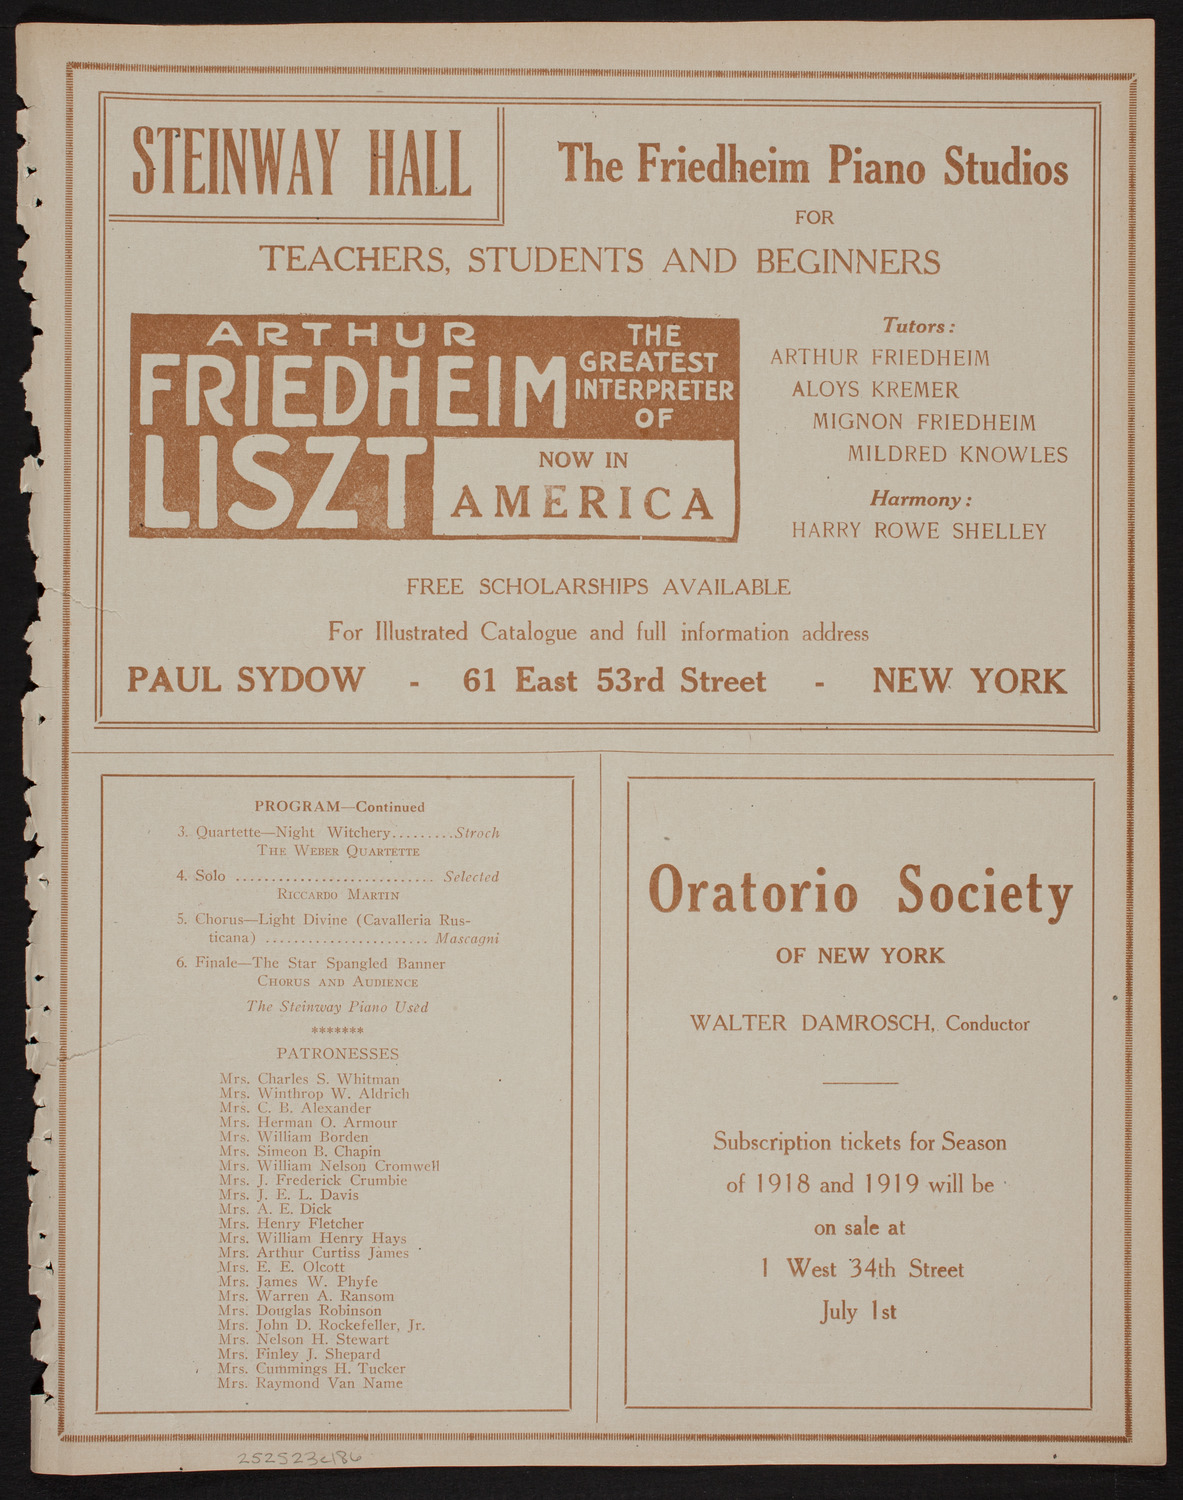 STEINWAY HALL
The Friedheim Piano Studios
FOR
TEACHERS, STUDENTS AND BEGINNERS
ARTHUR
FRIEDHEIM
THE
GREATEST
INTERPRETER
OF
LISZT
NOW IN
AMERICA
Tutors:
ARTHUR FRIEDHEIM
ALOYS KREMER
MIGNON FRIEDHEIM
MILDRED KNOWLES
Harmony:
HARRY ROWE SHELLEY
FREE SCHOLARSHIPS AVAILABLE
For Illustrated Catalogue and full information address
PAUL SYDOW - 61 East 53rd Street - NEW YORK
PROGRAM—Continued
3. Quartette—Night Witchery.........Stroch
THE WEBER QUARTETTE
4. Solo ............................ Selected
RICCARDO MARTIN
5. Chorus—Light Divine (Cavalleria Rus-
ticana) ....................... Mascagni
6. Finale—The Star Spangled Banner
CHORUS AND AUDIENCE
The Steinway Piano Used
*******
PATRONESSES
Mrs. Charles S. Whitman
Mrs. Winthrop W. Aldrich
Mrs. C. B. Alexander
Mrs. Herman O. Armour
Mrs. William Borden
Mrs. Simeon B. Chapin
Mrs. William Nelson Cromwell
Mrs. J. Frederick Crumbie
Mrs. J. E. L. Davis
Mrs. A. E. Dick
Mrs. Henry Fletcher
Mrs. William Henry Hays
Mrs. Arthur Curtiss James
Mrs. E. E. Olcott
Mrs. James W. Phyfe
Mrs. Warren A. Ransom
Mrs. Douglas Robinson
Mrs. John D. Rockefeller, Jr.
Mrs. Nelson H. Stewart
Mrs. Finley J. Shepard
Mrs. Cummings H. Tucker
Mrs. Raymond Van Name
Oratorio Society
OF NEW YORK
WALTER DAMROSCH, Conductor
Subscription tickets for Season
of 1918 and 1919 will be
on sale at
1 West 34th Street
July 1st
252523c186